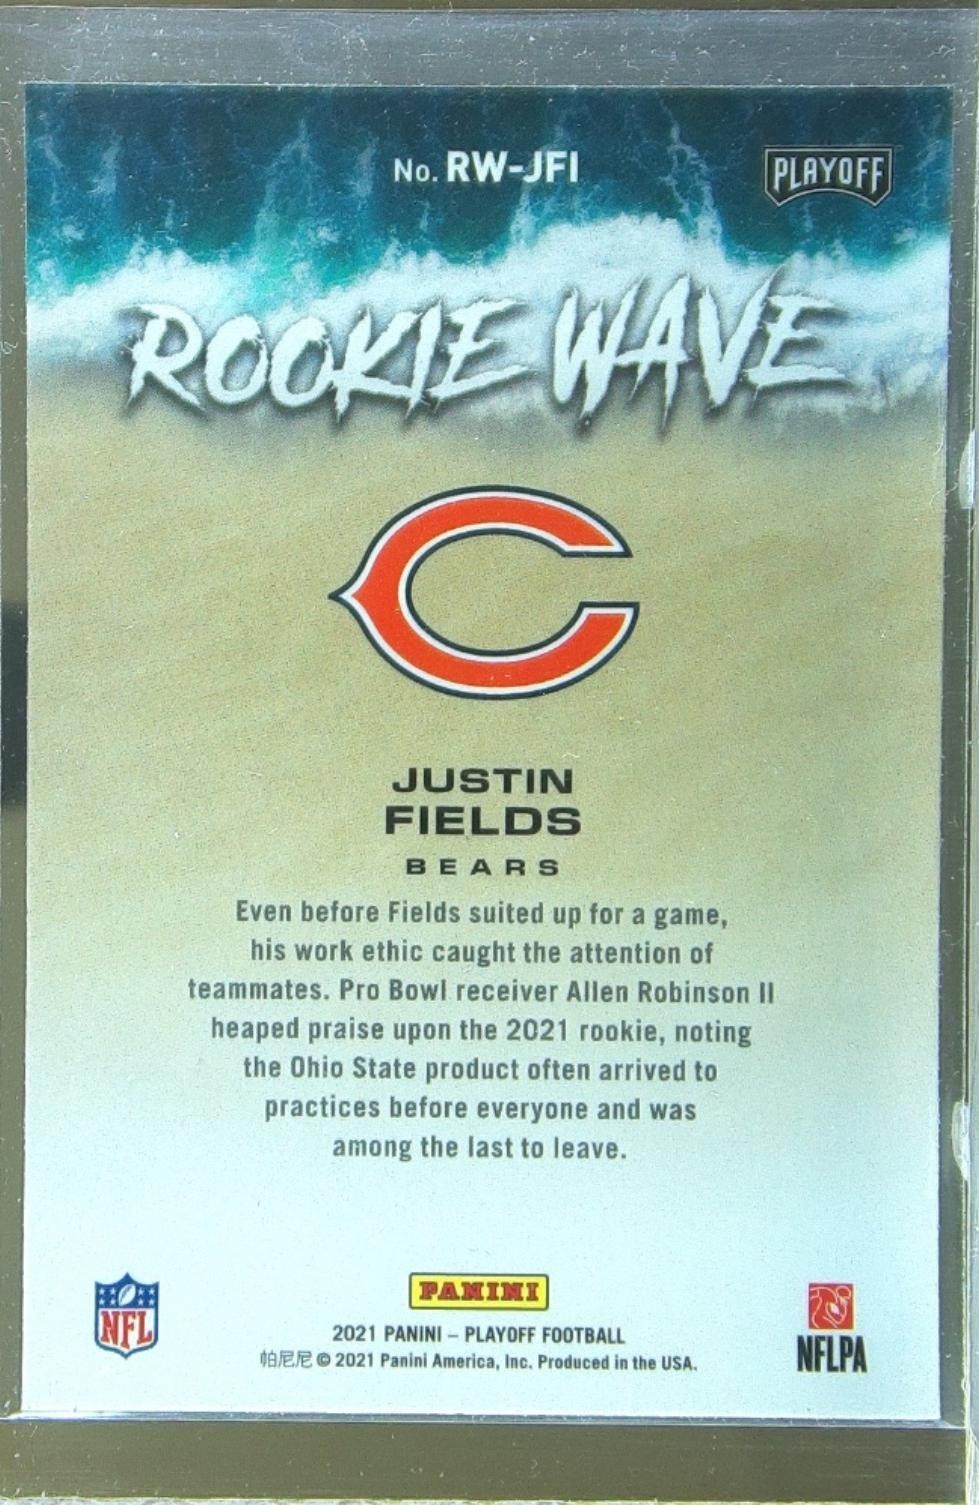 No. RW-JFI
PLAYOFF
ROOKIE WAVE
JUSTIN
FIELDS
BEARS
Even before Fields suited up for a game,
his work ethic caught the attention of
teammates. Pro Bowl receiver Allen Robinson II
heaped praise upon the 2021 rookie, noting
the Ohio State product often arrived to
practices before everyone and was
among the last to leave.
NFL
PANINI
2021 PANINI – PLAYOFF FOOTBALL
帕尼尼 © 2021 Panini America, Inc. Produced in the USA.
NFLPA